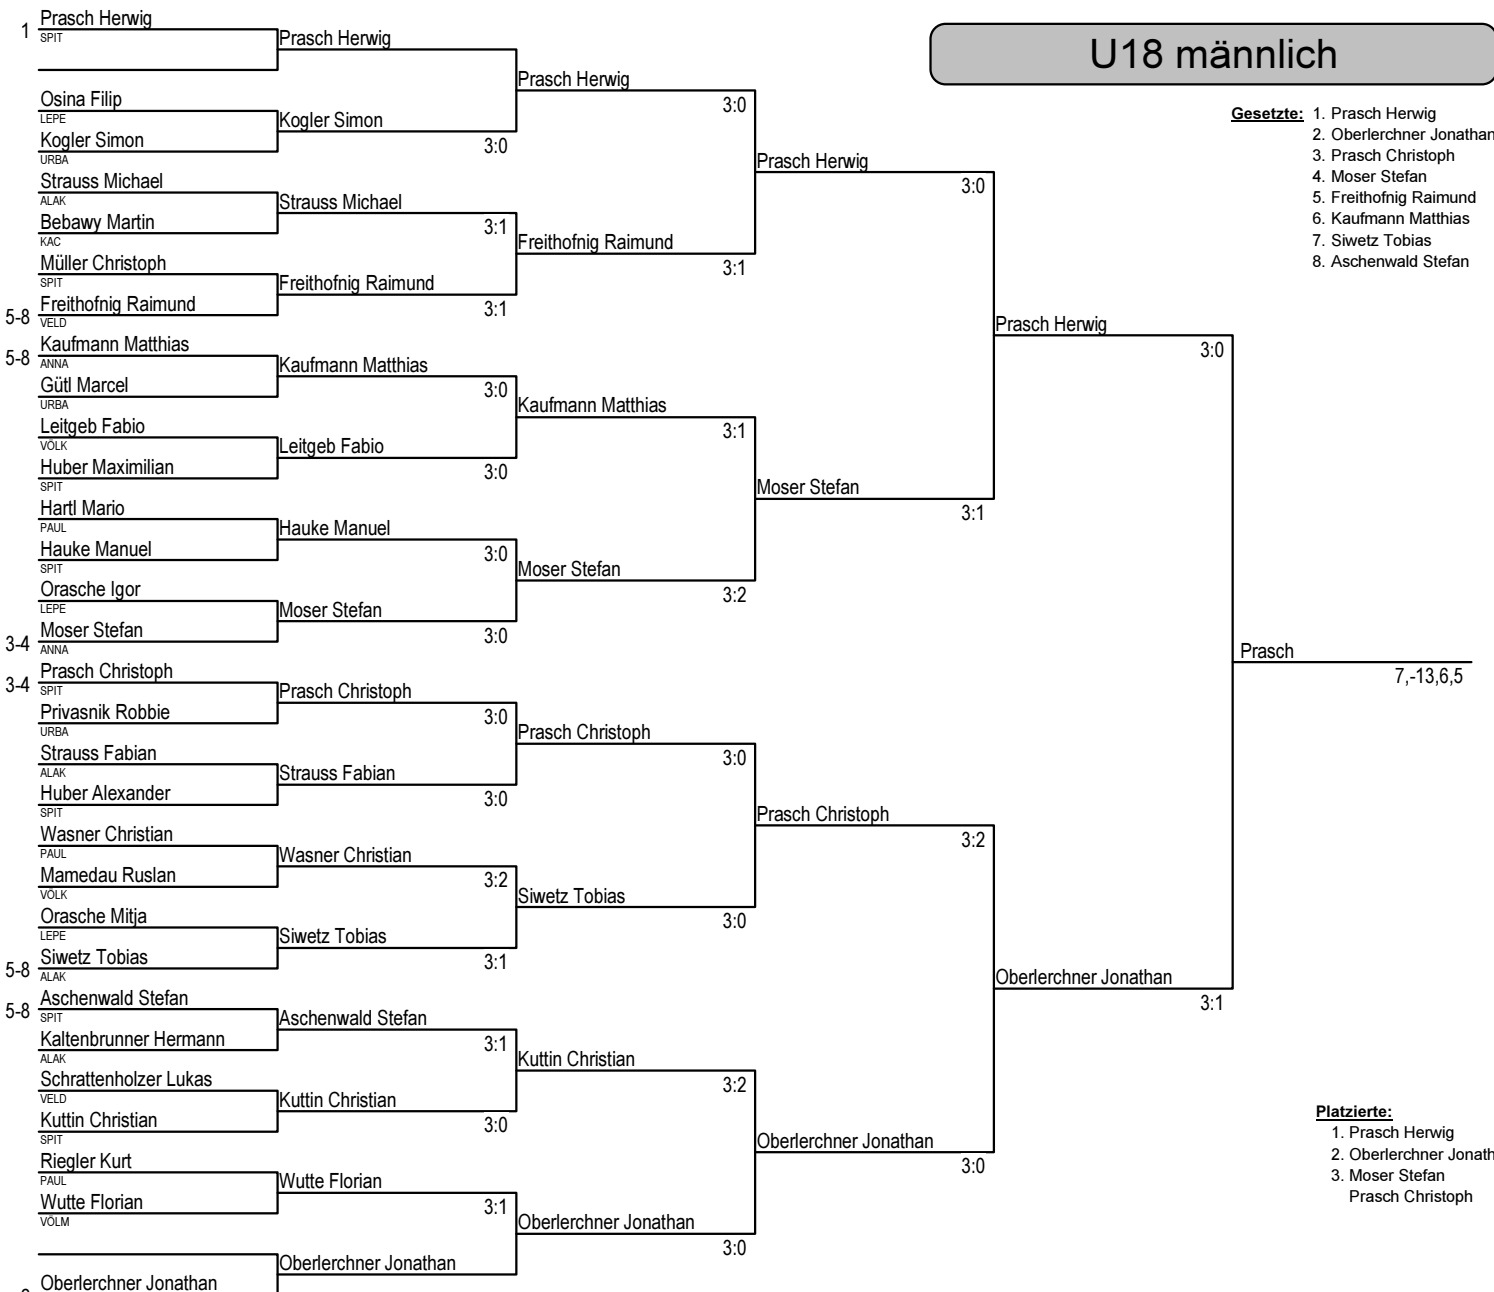 U18 männlich
Gesetzte: 1. Prasch Herwig
2. Oberlerchner Jonathan
3. Prasch Christoph
4. Moser Stefan
5. Freithofnig Raimund
6. Kaufmann Matthias
7. Siwetz Tobias
8. Aschenwald Stefan
1 Prasch Herwig
SPIT
Osina Filip
LEPE
Kogler Simon
URBA
Strauss Michael
ALAK
Bebawy Martin
KAC
Müller Christoph
SPIT
5-8 Freithofnig Raimund
VELD
5-8 Kaufmann Matthias
ANNA
Gütl Marcel
URBA
Leitgeb Fabio
VÖLK
Huber Maximilian
SPIT
Hartl Mario
PAUL
Hauke Manuel
SPIT
Orasche Igor
LEPE
3-4 Moser Stefan
ANNA
3-4 Prasch Christoph
SPIT
Privasnik Robbie
URBA
Strauss Fabian
ALAK
Huber Alexander
SPIT
Wasner Christian
PAUL
Mamedau Ruslan
VÖLK
Orasche Mitja
LEPE
5-8 Siwetz Tobias
ALAK
5-8 Aschenwald Stefan
SPIT
Kaltenbrunner Hermann
ALAK
Schrattenholzer Lukas
VELD
Kuttin Christian
SPIT
Riegler Kurt
PAUL
Wutte Florian
VÖLM
Oberlerchner Jonathan
Prasch Herwig
Kogler Simon
3:0
Strauss Michael
3:1
Freithofnig Raimund
3:1
Kaufmann Matthias
3:0
Leitgeb Fabio
3:0
Hauke Manuel
3:0
Moser Stefan
3:0
Prasch Christoph
3:0
Strauss Fabian
3:0
Wasner Christian
3:2
Siwetz Tobias
3:1
Aschenwald Stefan
3:1
Kuttin Christian
3:0
Wutte Florian
3:1
Oberlerchner Jonathan
Prasch Herwig
3:0
Freithofnig Raimund
3:1
Kaufmann Matthias
3:1
Moser Stefan
3:2
Prasch Christoph
3:0
Siwetz Tobias
3:0
Kuttin Christian
3:2
Oberlerchner Jonathan
3:0
Prasch Herwig
3:0
Moser Stefan
3:1
Prasch Christoph
3:2
Oberlerchner Jonathan
3:0
Prasch Herwig
3:0
Oberlerchner Jonathan
3:1
Prasch
7,-13,6,5
Platzierte:
1. Prasch Herwig
2. Oberlerchner Jonath
3. Moser Stefan
Prasch Christoph